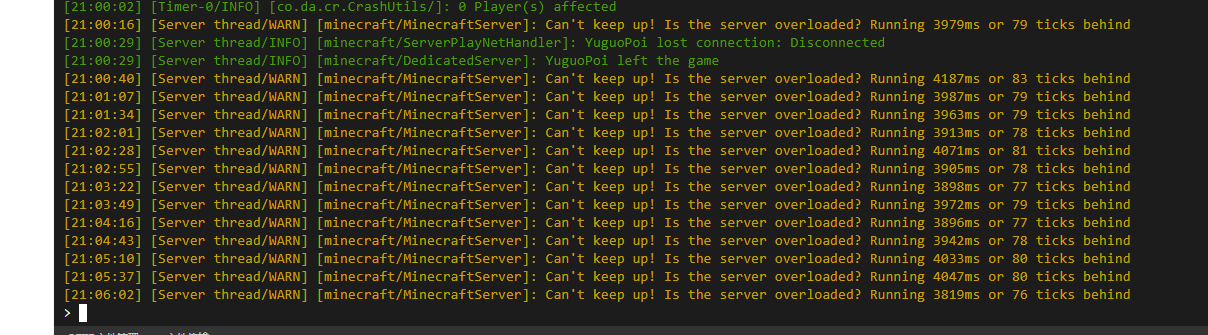 [21:00:02] [Timer-0/INFO] [co.da.cr.CrashUtils/]: 0 Player(s) affected
[21:00:16] [Server thread/WARN] [minecraft/MinecraftServer]: Can't keep up! Is the server overloaded? Running 3979ms or 79 ticks behind
[21:00:29] [Server thread/INFO] [minecraft/ServerPlayNetHandler]: YuguoPoi lost connection: Disconnected
[21:00:29] [Server thread/INFO] [minecraft/DedicatedServer]: YuguoPoi left the game
[21:00:40] [Server thread/WARN] [minecraft/MinecraftServer]: Can't keep up! Is the server overloaded? Running 4187ms or 83 ticks behind
[21:01:07] [Server thread/WARN] [minecraft/MinecraftServer]: Can't keep up! Is the server overloaded? Running 3987ms or 79 ticks behind
[21:01:34] [Server thread/WARN] [minecraft/MinecraftServer]: Can't keep up! Is the server overloaded? Running 3963ms or 79 ticks behind
[21:02:01] [Server thread/WARN] [minecraft/MinecraftServer]: Can't keep up! Is the server overloaded? Running 3913ms or 78 ticks behind
[21:02:28] [Server thread/WARN] [minecraft/MinecraftServer]: Can't keep up! Is the server overloaded? Running 4071ms or 81 ticks behind
[21:02:55] [Server thread/WARN] [minecraft/MinecraftServer]: Can't keep up! Is the server overloaded? Running 3905ms or 78 ticks behind
[21:03:22] [Server thread/WARN] [minecraft/MinecraftServer]: Can't keep up! Is the server overloaded? Running 3898ms or 77 ticks behind
[21:03:49] [Server thread/WARN] [minecraft/MinecraftServer]: Can't keep up! Is the server overloaded? Running 3972ms or 79 ticks behind
[21:04:16] [Server thread/WARN] [minecraft/MinecraftServer]: Can't keep up! Is the server overloaded? Running 3896ms or 77 ticks behind
[21:04:43] [Server thread/WARN] [minecraft/MinecraftServer]: Can't keep up! Is the server overloaded? Running 3942ms or 78 ticks behind
[21:05:10] [Server thread/WARN] [minecraft/MinecraftServer]: Can't keep up! Is the server overloaded? Running 4033ms or 80 ticks behind
[21:05:37] [Server thread/WARN] [minecraft/MinecraftServer]: Can't keep up! Is the server overloaded? Running 4047ms or 80 ticks behind
[21:06:02] [Server thread/WARN] [minecraft/MinecraftServer]: Can't keep up! Is the server overloaded? Running 3819ms or 76 ticks behind
>